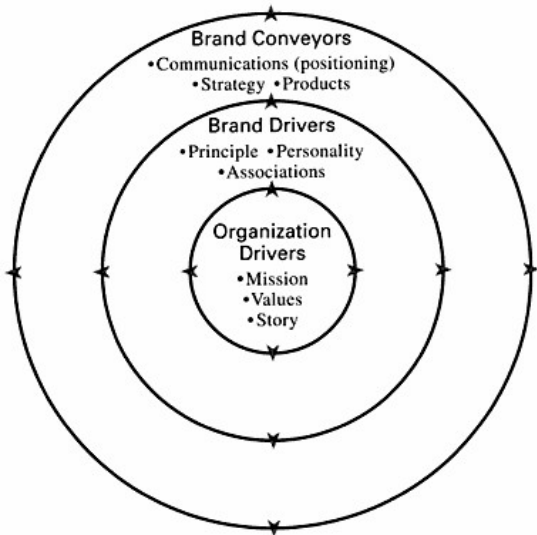 Brand Conveyors
•Communications (positioning)
•Strategy •Products
Brand Drivers
•Principle •Personality
•Associations
Organization
Drivers
•Mission
•Values
•Story